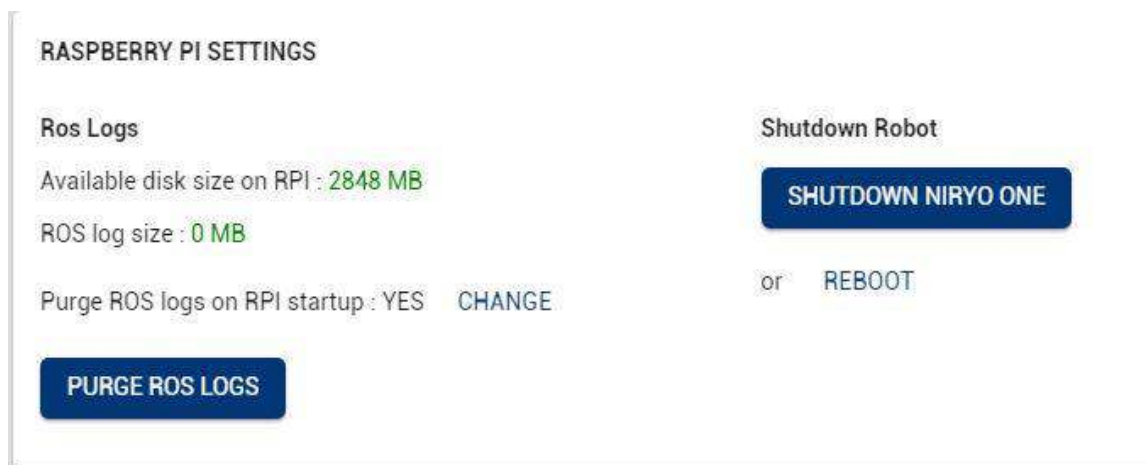 RASPBERRY PI SETTINGS
Ros Logs
Available disk size on RPI : 2848 MB
ROS log size : 0 MB
Purge ROS logs on RPI startup : YES CHANGE
PURGE ROS LOGS
Shutdown Robot
SHUTDOWN NIRYO ONE
or REBOOT